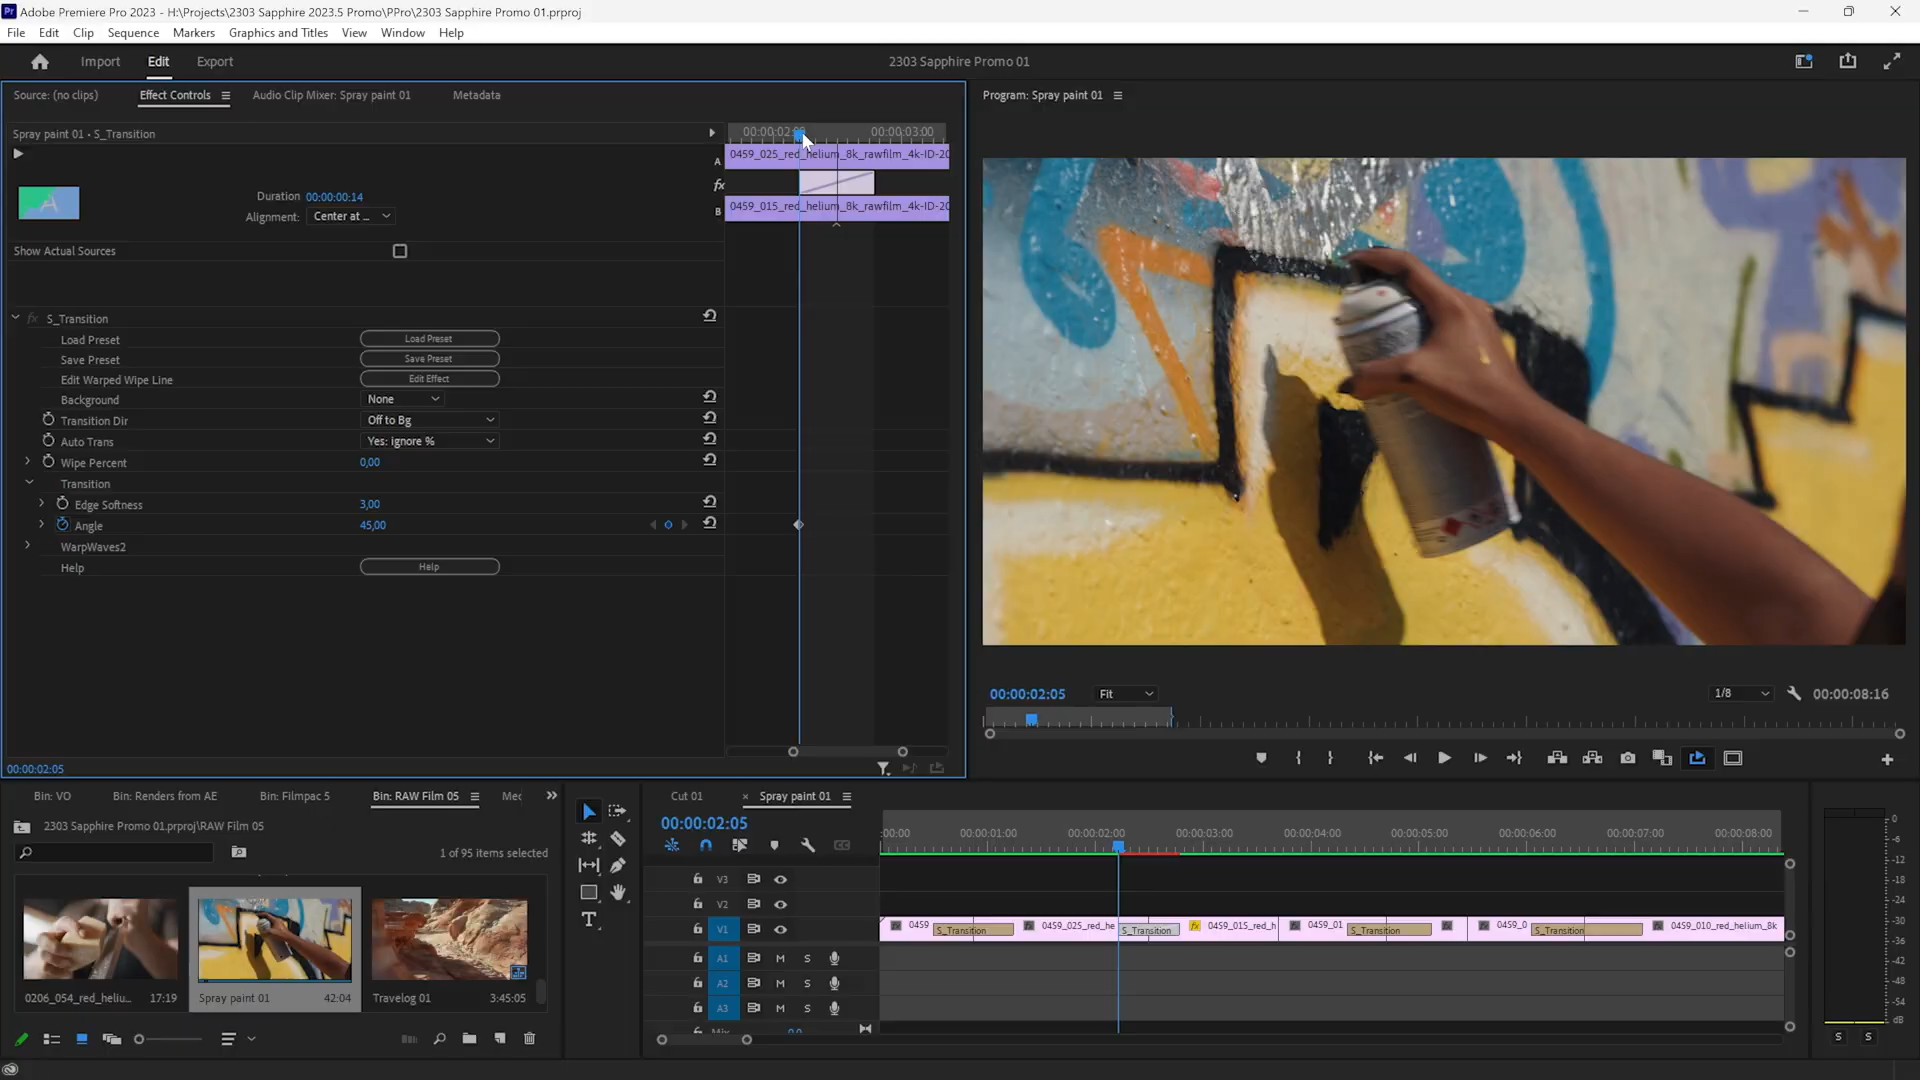 Pr Adobe Premiere Pro 2023 - H:\Projects\2303 Sapphire 2023.5 Promo\PPro\2303 Sapphire Promo 01.prproj
File Edit Clip Sequence Markers Graphics and Titles View Window Help
Import Edit Export 2303 Sapphire Promo 01
Source: (no clips) Effect Controls Audio Clip Mixer: Spray paint 01 Metadata
Program: Spray paint 01
Spray paint 01 • S_Transition
00:00:02:00 00:00:03:00
A 0459_025_red_helium_8k_rawfilm_4k-ID-20
fx
B 0459_015_red_helium_8k_rawfilm_4k-ID-20
A
Duration 00:00:00:14
Alignment: Center at ...
Show Actual Sources
fx S_Transition
Load Preset Load Preset
Save Preset Save Preset
Edit Warped Wipe Line Edit Effect
Background None
Transition Dir Off to Bg
Auto Trans Yes: ignore %
Wipe Percent 0,00
Transition
Edge Softness 3,00
Angle 45,00
WarpWaves2
Help Help
00:00:02:05
00:00:02:05 Fit 1/8 00:00:08:16
Bin: VO Bin: Renders from AE Bin: Filmpac 5 Bin: RAW Film 05 Mec
2303 Sapphire Promo 01.prproj\RAW Film 05
1 of 95 items selected
0206_054_red_heliu... 17:19
Spray paint 01 42:04
Travelog 01 3:45:05
Cut 01 × Spray paint 01
00:00:02:05
:00:00 00:00:01:00 00:00:02:00 00:00:03:00 00:00:04:00 00:00:05:00 00:00:06:00 00:00:07:00 00:00:08:00
V3
V2
V1 fx 0459 S_Transition fx 0459_025_red_he S_Transition fx 0459_015_red_h fx 0459_01 S_Transition fx fx 0459_0 S_Transition fx 0459_010_red_helium_8k
A1 M S
A2 M S
A3 M S
Mix 0,0
0
-6
-12
-18
-24
-30
-36
-42
-48
-54
dB
S S